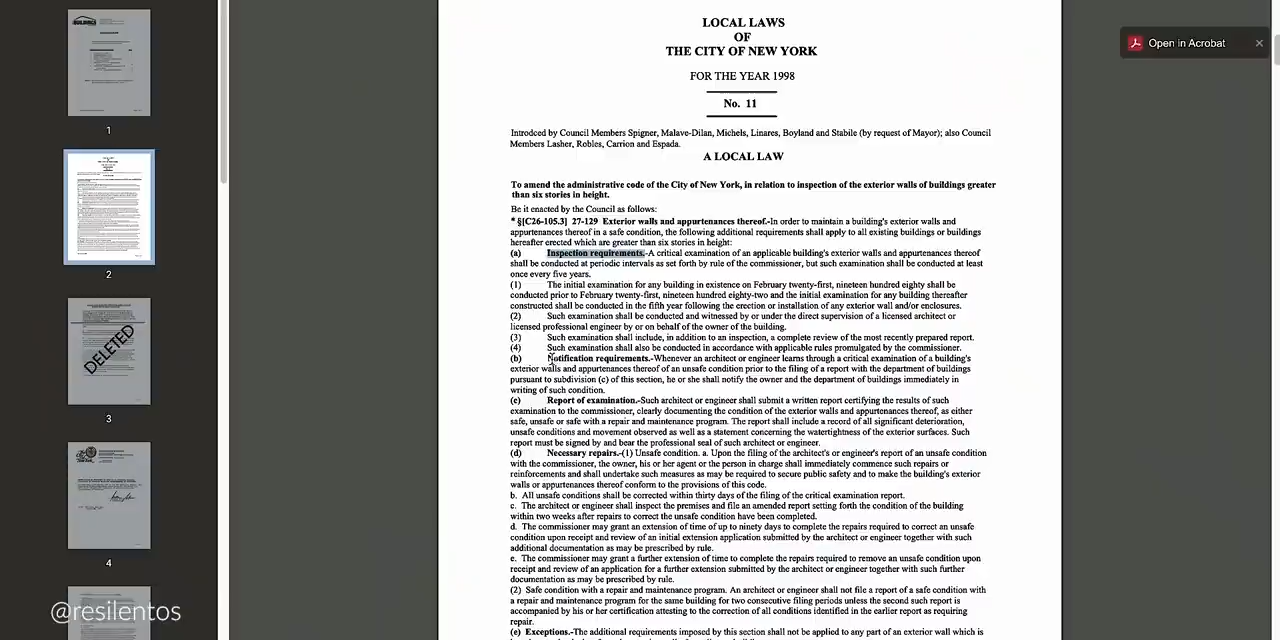 LOCAL LAWS
OF
THE CITY OF NEW YORK
FOR THE YEAR 1998
No. 11
Introdced by Council Members Spigner, Malave-Dilan, Michels, Linares, Boyland and Stabile (by request of Mayor); also Council
Members Lasher, Robles, Carrion and Espada.
A LOCAL LAW
To amend the administrative code of the City of New York, in relation to inspection of the exterior walls of buildings greater
than six stories in height.
Be it enacted by the Council as follows:
*§[C26-105.3] 27-129 Exterior walls and appurtenances thereof.-In order to maintain a building's exterior walls and
appurtenances thereof in a safe condition, the following additional requirements shall apply to all existing buildings or buildings
hereafter erected which are greater than six stories in height:
(a) Inspection requirements.-A critical examination of an applicable building's exterior walls and appurtenances thereof
shall be conducted at periodic intervals as set forth by rule of the commissioner, but such examination shall be conducted at least
once every five years.
(1) The initial examination for any building in existence on February twenty-first, nineteen hundred eighty shall be
conducted prior to February twenty-first, nineteen hundred eighty-two and the initial examination for any building thereafter
constructed shall be conducted in the fifth year following the erection or installation of any exterior wall and/or enclosures.
(2) Such examination shall be conducted and witnessed by or under the direct supervision of a licensed architect or
licensed professional engineer by or on behalf of the owner of the building.
(3) Such examination shall include, in addition to an inspection, a complete review of the most recently prepared report.
(4) Such examination shall also be conducted in accordance with applicable rules promulgated by the commissioner.
(b) Notification requirements.-Whenever an architect or engineer learns through a critical examination of a building's
exterior walls and appurtenances thereof of an unsafe condition prior to the filing of a report with the department of buildings
pursuant to subdivision (c) of this section, he or she shall notify the owner and the department of buildings immediately in
writing of such condition.
(c) Report of examination.-Such architect or engineer shall submit a written report certifying the results of such
examination to the commissioner, clearly documenting the condition of the exterior walls and appurtenances thereof, as either
safe, unsafe or safe with a repair and maintenance program. The report shall include a record of all significant deterioration,
unsafe conditions and movement observed as well as a statement concerning the watertightness of the exterior surfaces. Such
report must be signed by and bear the professional seal of such architect or engineer.
(d) Necessary repairs.-(1) Unsafe condition. a. Upon the filing of the architect's or engineer's report of an unsafe condition
with the commissioner, the owner, his or her agent or the person in charge shall immediately commence such repairs or
reinforcements and shall undertake such measures as may be required to secure public safety and to make the building's exterior
walls or appurtenances thereof conform to the provisions of this code.
b. All unsafe conditions shall be corrected within thirty days of the filing of the critical examination report.
c. The architect or engineer shall inspect the premises and file an amended report setting forth the condition of the building
within two weeks after repairs to correct the unsafe condition have been completed.
d. The commissioner may grant an extension of time of up to ninety days to complete the repairs required to correct an unsafe
condition upon receipt and review of an initial extension application submitted by the architect or engineer together with such
additional documentation as may be prescribed by rule.
e. The commissioner may grant a further extension of time to complete the repairs required to remove an unsafe condition upon
receipt and review of an application for a further extension submitted by the architect or engineer together with such further
documentation as may be prescribed by rule.
(2) Safe condition with a repair and maintenance program. An architect or engineer shall not file a report of a safe condition with
a repair and maintenance program for the same building for two consecutive filing periods unless the second such report is
accompanied by his or her certification attesting to the correction of all conditions identified in the earlier report as requiring
repair.
(e) Exceptions.-The additional requirements imposed by this section shall not be applied to any part of an exterior wall which is
Open in Acrobat
BUILDINGS
1
2
DELETED
3
4
@resilentos